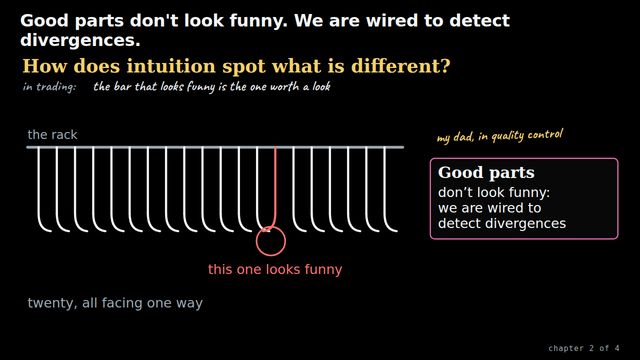 Good parts don't look funny. We are wired to detect
divergences.
How does intuition spot what is different?
in trading: the bar that looks funny is the one worth a look
the rack
my dad, in quality control
Good parts
don't look funny:
we are wired to
detect divergences
this one looks funny
twenty, all facing one way
chapter 2 of 4